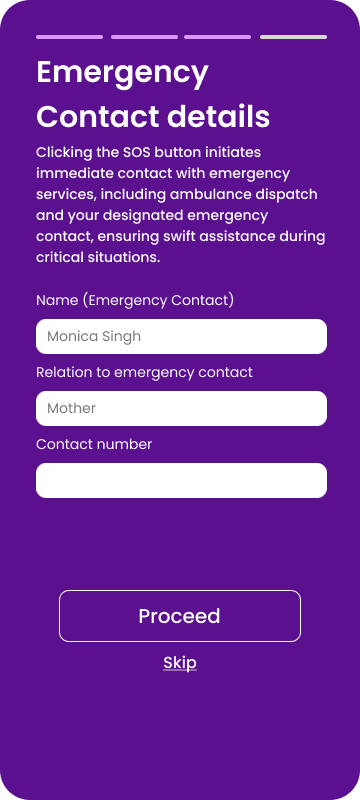 Emergency
Contact details
Clicking the SOS button initiates
immediate contact with emergency
services, including ambulance dispatch
and your designated emergency
contact, ensuring swift assistance during
critical situations.
Name (Emergency Contact)
Monica Singh
Relation to emergency contact
Mother
Contact number
Proceed
Skip